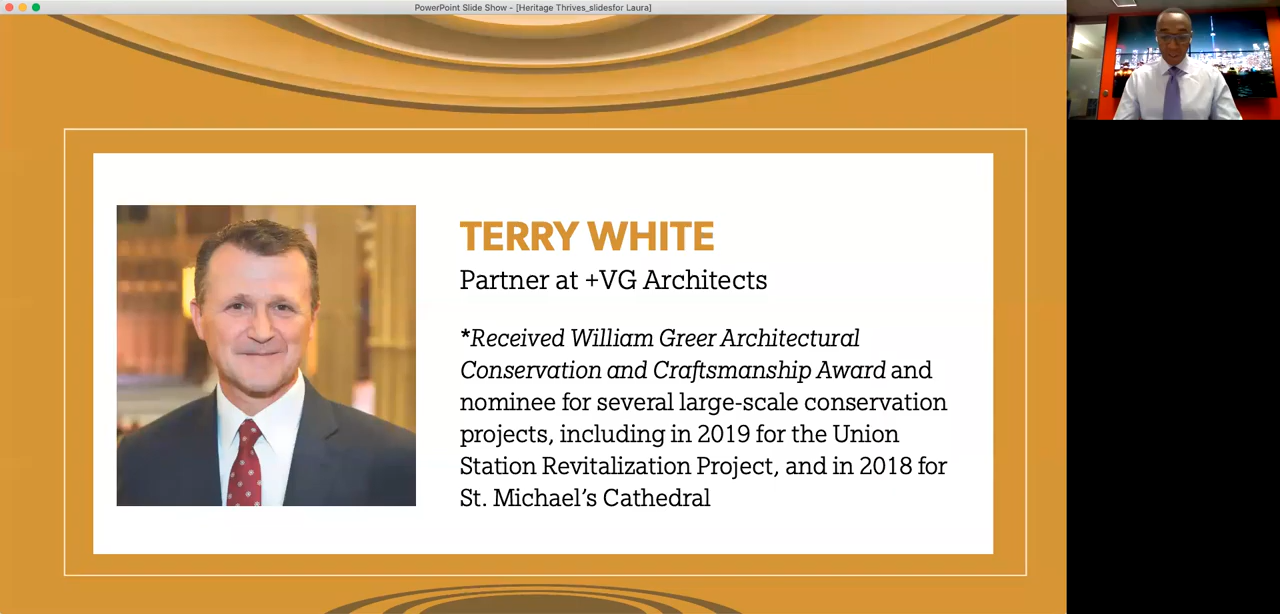 PowerPoint Slide Show - [Heritage Thrives_slidesfor Laura]
TERRY WHITE
Partner at +VG Architects
*Received William Greer Architectural
Conservation and Craftsmanship Award and
nominee for several large-scale conservation
projects, including in 2019 for the Union
Station Revitalization Project, and in 2018 for
St. Michael’s Cathedral